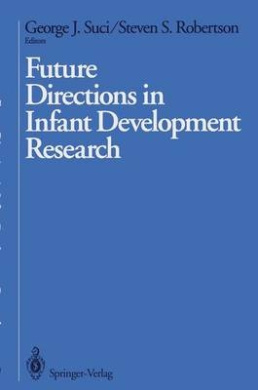 George J. Suci/Steven S. Robertson
Editors
Future
Directions in
Infant Development
Research
Springer-Verlag